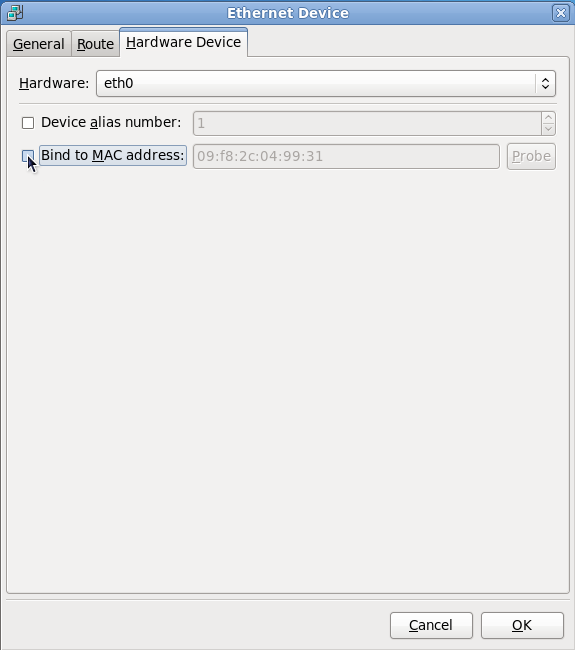 Ethernet Device
General Route Hardware Device
Hardware: eth0
Device alias number: 1
Bind to MAC address: 09:f8:2c:04:99:31 Probe
Cancel OK